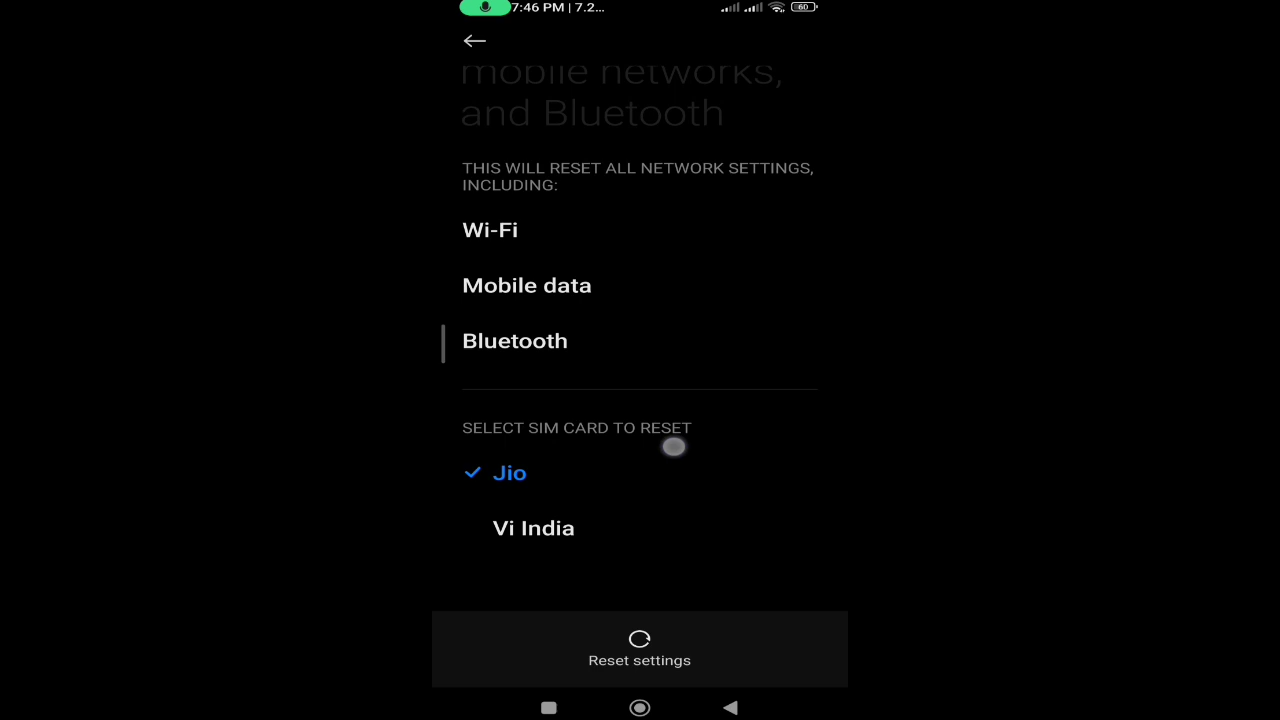 7:46 PM | 7.2...
60
mobile networks,
and Bluetooth
THIS WILL RESET ALL NETWORK SETTINGS,
INCLUDING:
Wi-Fi
Mobile data
Bluetooth
SELECT SIM CARD TO RESET
Jio
Vi India
Reset settings